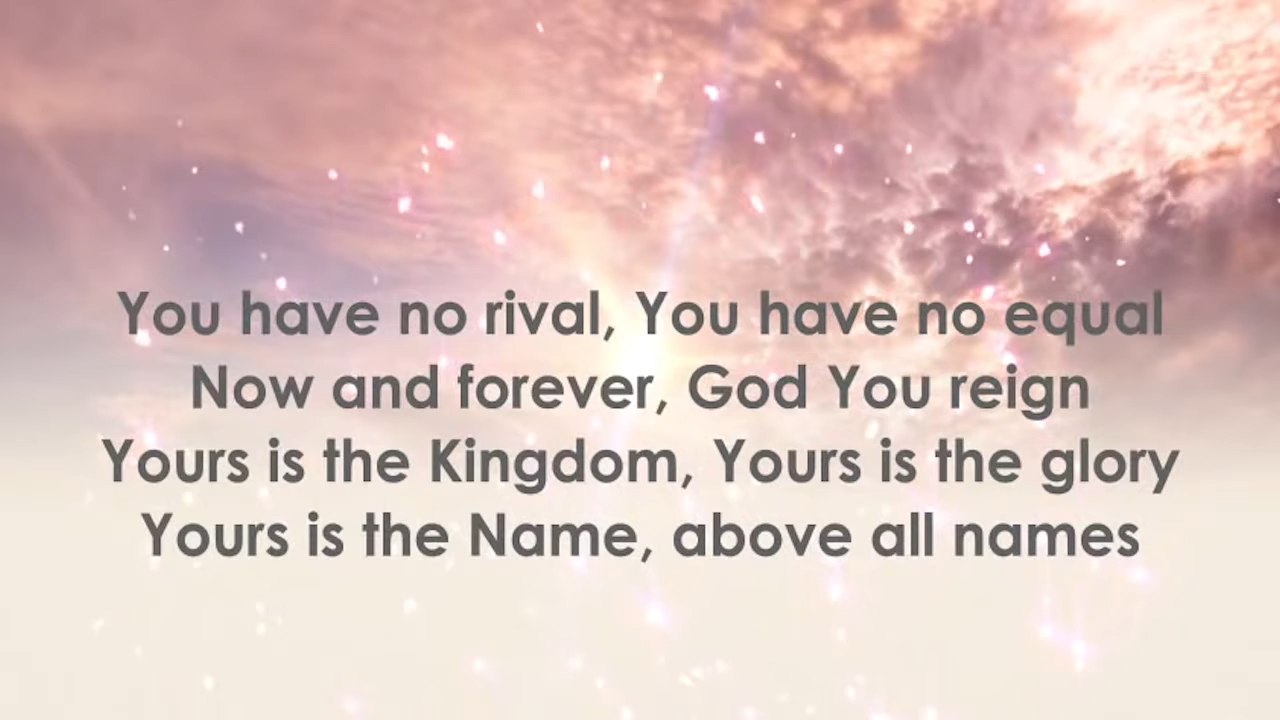 You have no rival, You have no equal
Now and forever, God You reign
Yours is the Kingdom, Yours is the glory
Yours is the Name, above all names